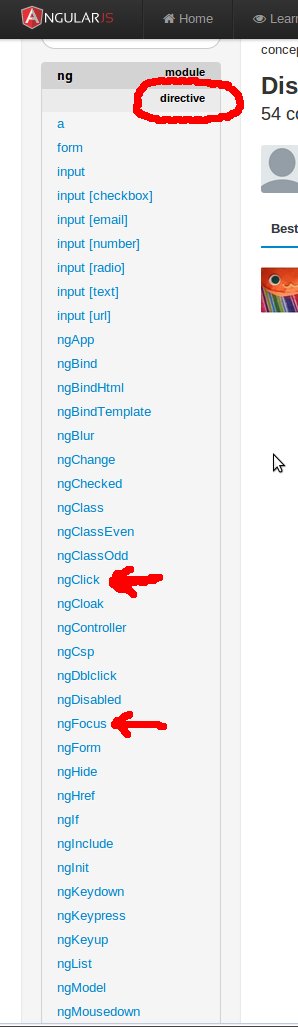 ANGULARJS Home Learn
concep
ng module
directive
Dis
54 co
a
form
input
input [checkbox]
input [email]
Best
input [number]
input [radio]
input [text]
input [url]
ngApp
ngBind
ngBindHtml
ngBindTemplate
ngBlur
ngChange
ngChecked
ngClass
ngClassEven
ngClassOdd
ngClick
ngCloak
ngController
ngCsp
ngDblclick
ngDisabled
ngFocus
ngForm
ngHide
ngHref
ngIf
ngInclude
ngInit
ngKeydown
ngKeypress
ngKeyup
ngList
ngModel
ngMousedown